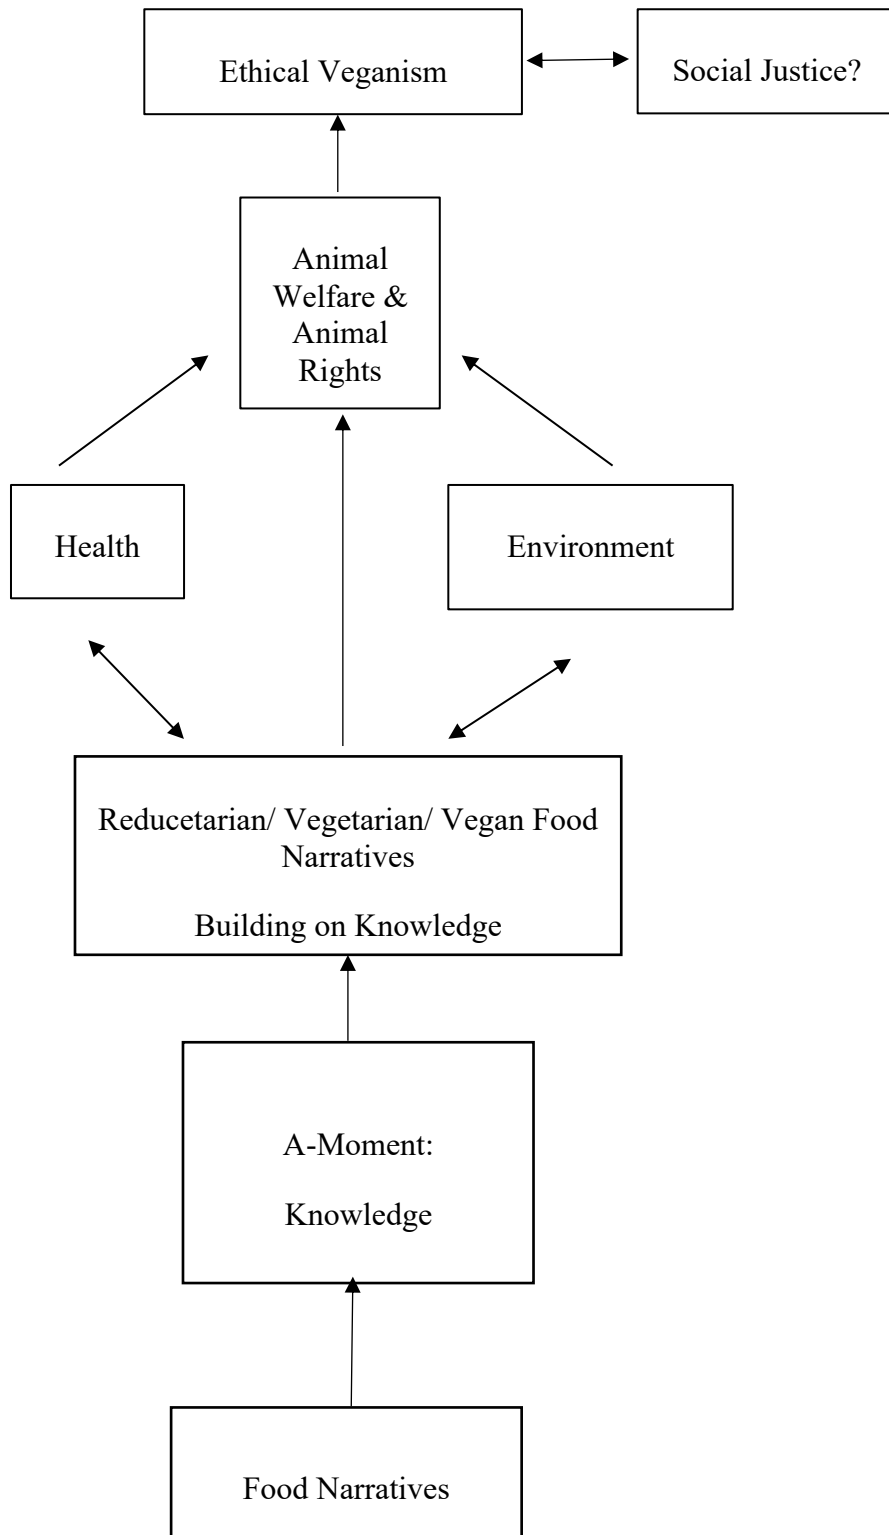 Ethical Veganism
Social Justice?
Animal
Welfare &
Animal
Rights
Health
Environment
Reducetarian/ Vegetarian/ Vegan Food
Narratives
Building on Knowledge
A-Moment:
Knowledge
Food Narratives